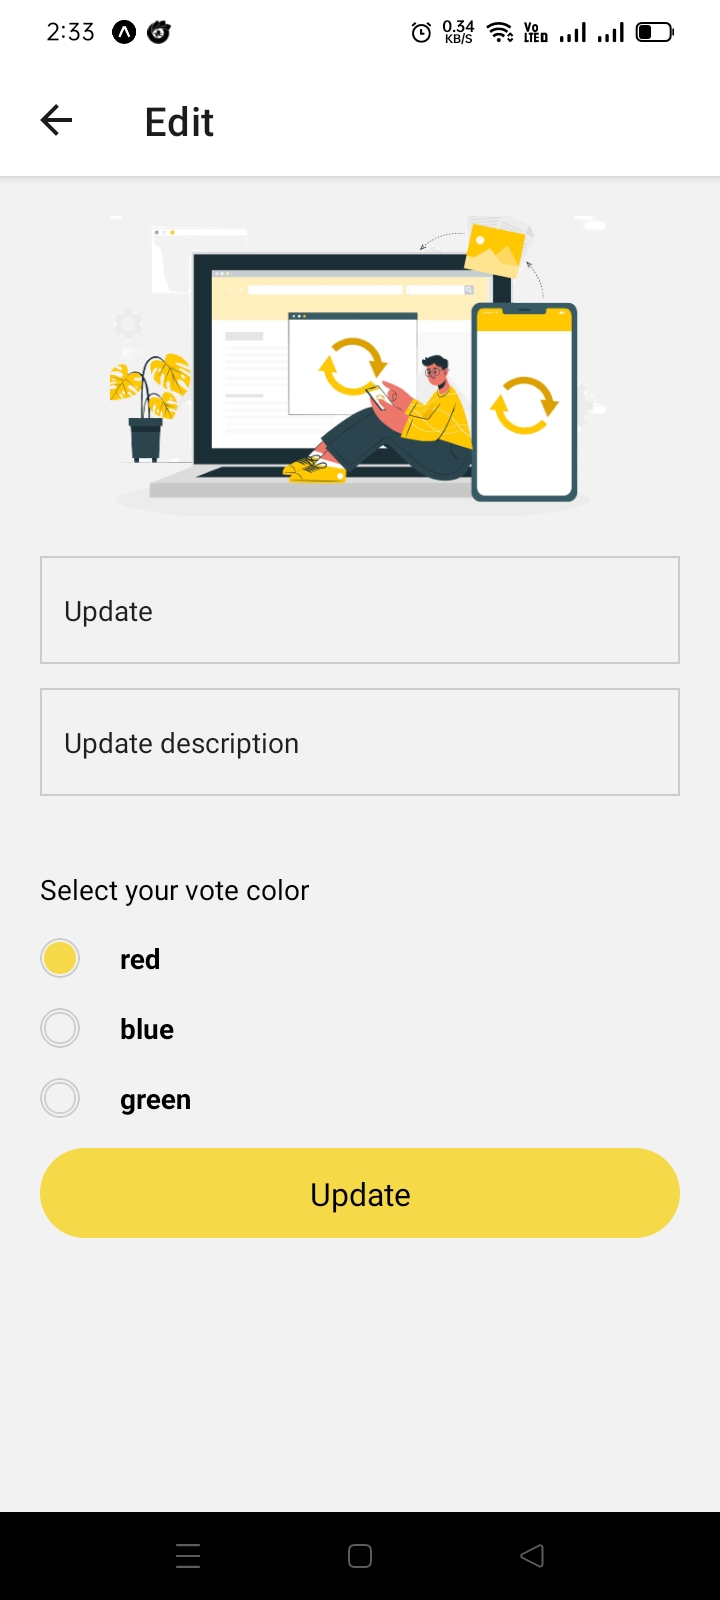 2:33
0.34
KB/S
Vo
LTE
Edit
Update
Update description
Select your vote color
red
blue
green
Update